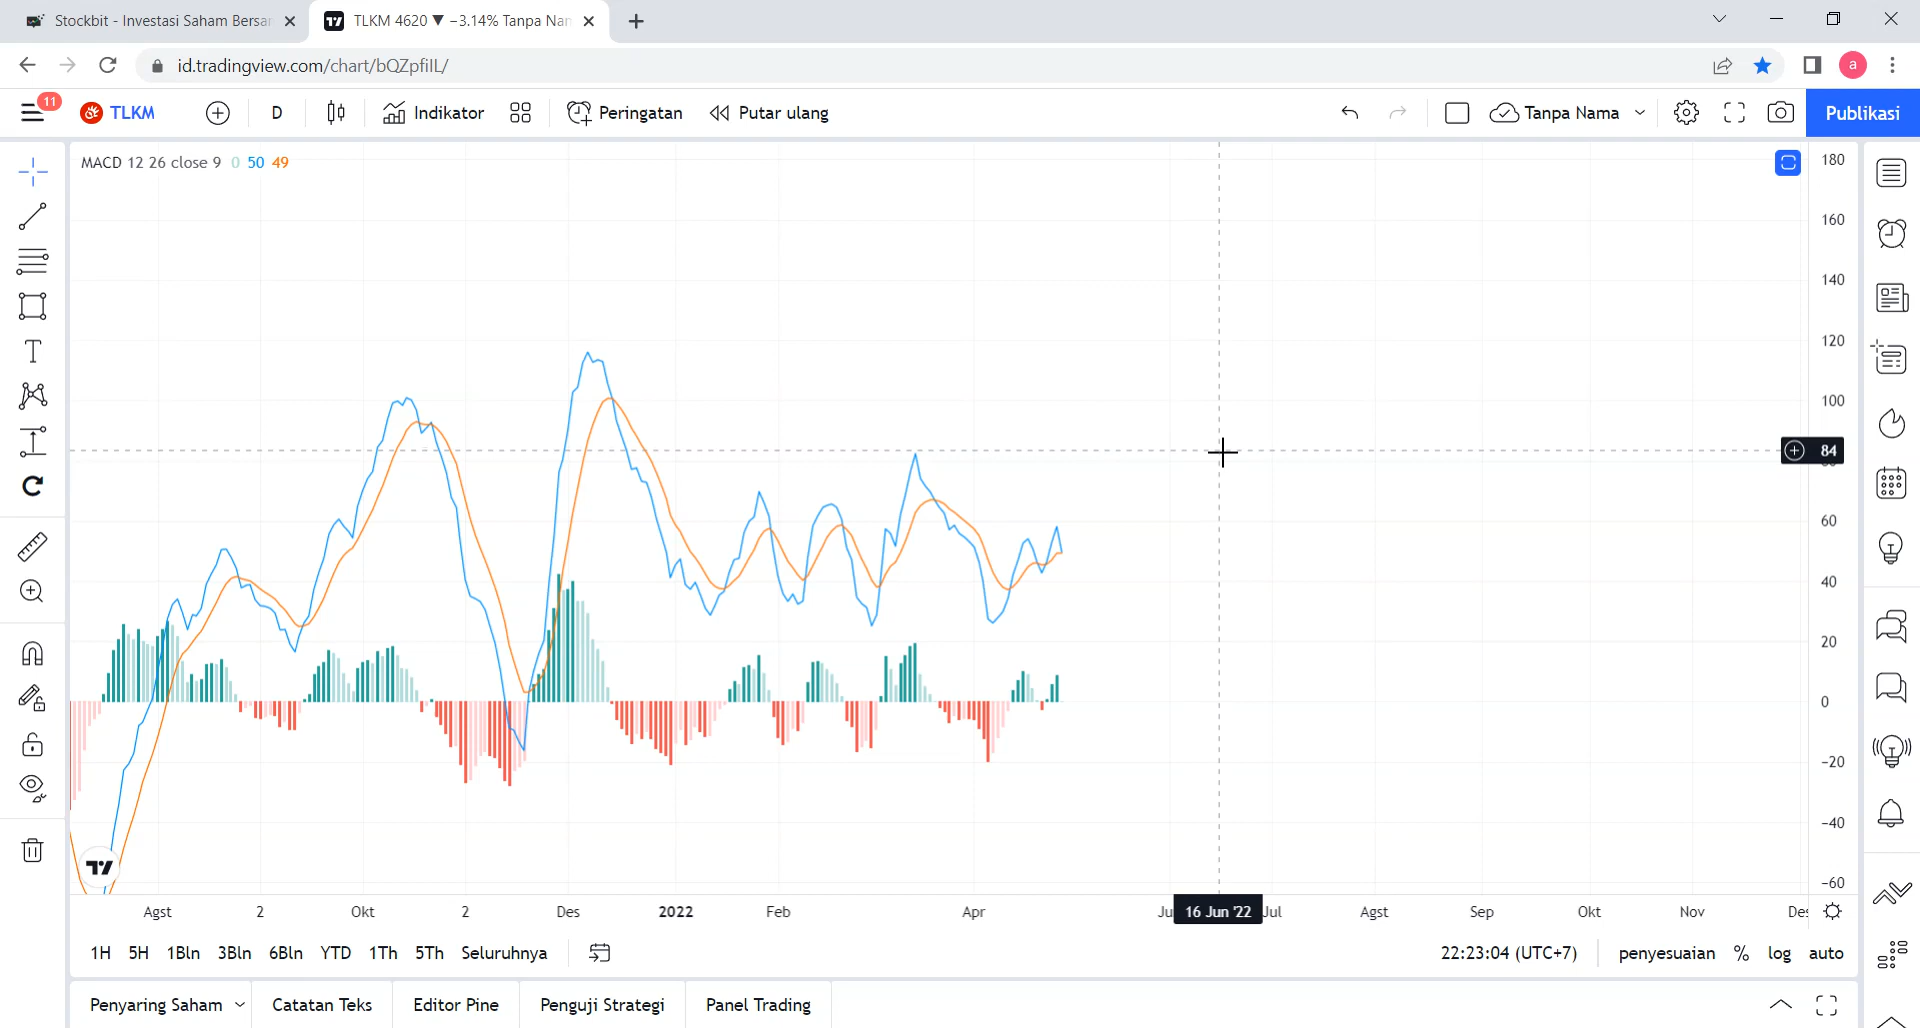 Stockbit - Investasi Saham Bersa
TLKM 4620 ▼ −3.14% Tanpa Nan
id.tradingview.com/chart/bQZpfiIL/
a
11
TLKM
D
Indikator
Peringatan
Putar ulang
Tanpa Nama
Publikasi
MACD 12 26 close 9 0 50 49
180
160
140
120
100
84
60
40
20
0
−20
−40
−60
Agst
2
Okt
2
Des
2022
Feb
Apr
Ju
16 Jun '22
Jul
Agst
Sep
Okt
Nov
Des
1H 5H 1Bln 3Bln 6Bln YTD 1Th 5Th Seluruhnya
22:23:04 (UTC+7)
penyesuaian % log auto
Penyaring Saham
Catatan Teks
Editor Pine
Penguji Strategi
Panel Trading